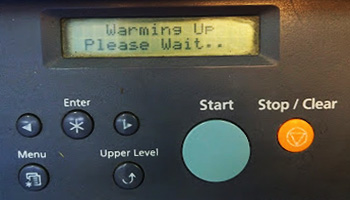 Warming Up
Please Wait..
Enter
Start
Stop / Clear
Menu
Upper Level